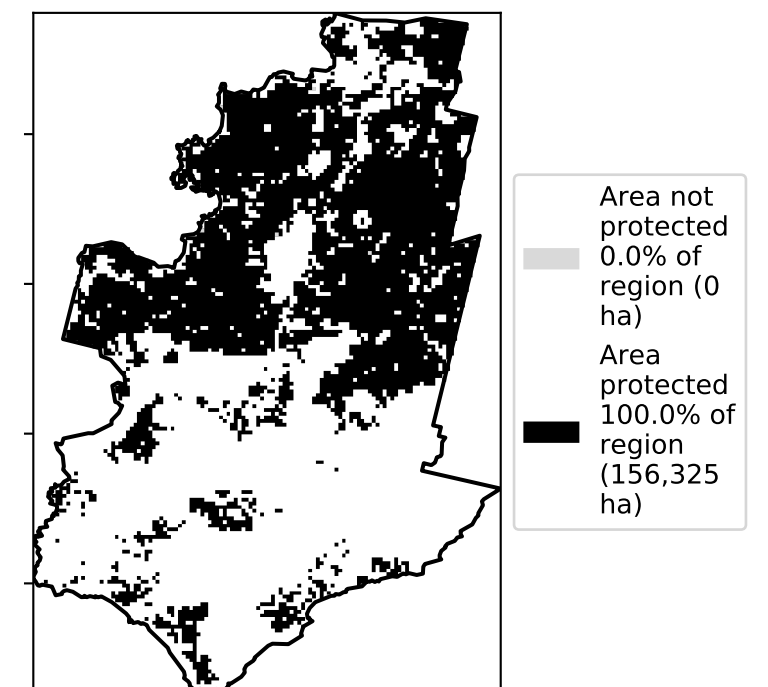 Area not
protected
0.0% of
region (0
ha)
Area
protected
100.0% of
region
(156,325
ha)